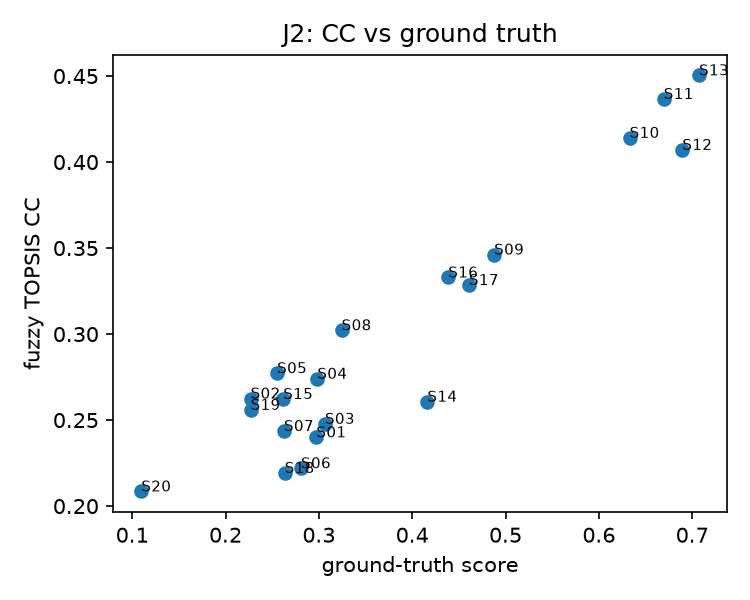 J2: CC vs ground truth
fuzzy TOPSIS CC
0.45
0.40
0.35
0.30
0.25
0.20
S13
S11
S10
S12
S09
S16
S17
S08
S05
S04
S02
S15
S19
S14
S03
S07
S01
S06
S18
S20
0.1 0.2 0.3 0.4 0.5 0.6 0.7
ground-truth score